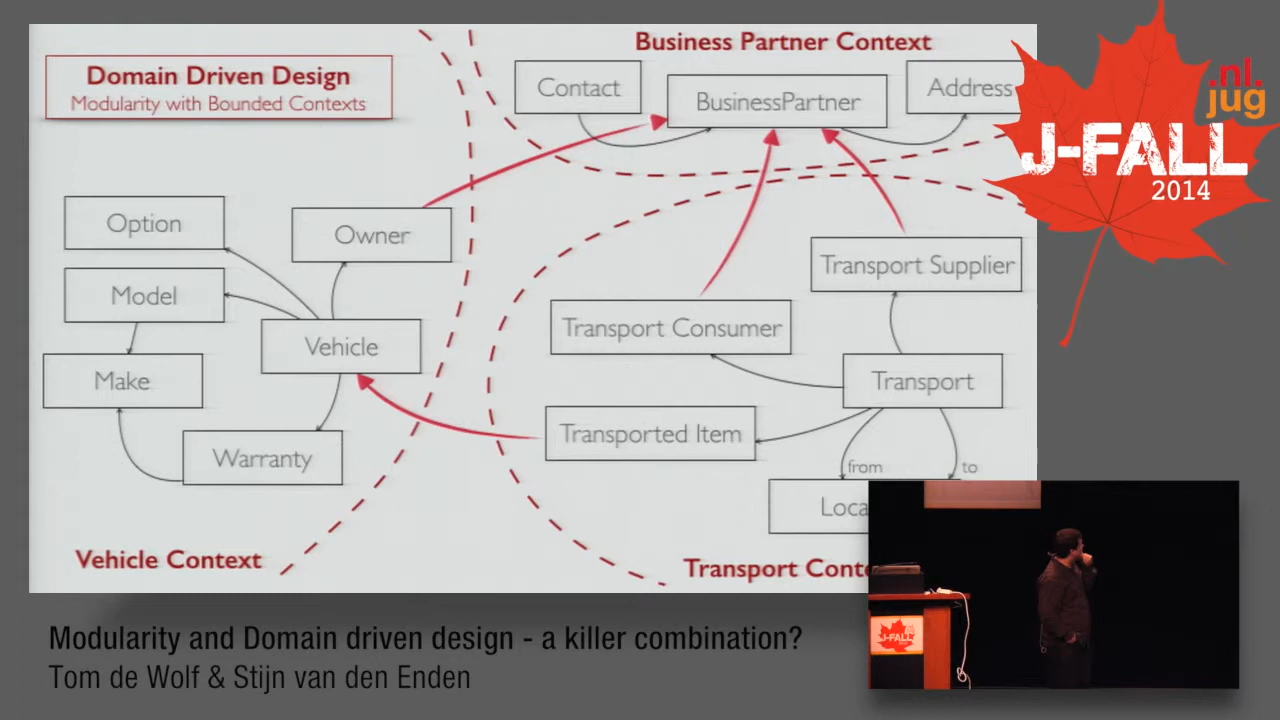 Domain Driven Design
Modularity with Bounded Contexts
Business Partner Context
Contact
BusinessPartner
Address
.nl.
jug
J-FALL
2014
Option
Owner
Model
Vehicle
Make
Warranty
Vehicle Context
Transport Supplier
Transport Consumer
Transport
Transported Item
from
to
Transport
J-FALL
Modularity and Domain driven design - a killer combination?
Tom de Wolf & Stijn van den Enden